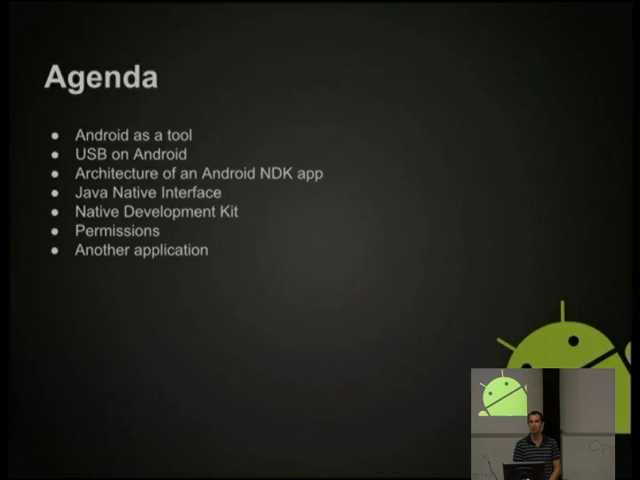 Agenda
● Android as a tool
● USB on Android
● Architecture of an Android NDK app
● Java Native Interface
● Native Development Kit
● Permissions
● Another application